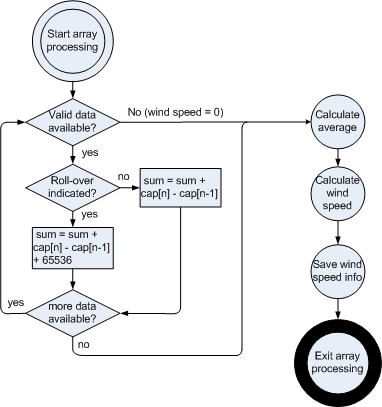 Start array
processing
Valid data
available?
No (wind speed = 0)
yes
Roll-over
indicated?
no
sum = sum +
cap[n] - cap[n-1]
yes
sum = sum +
cap[n] - cap[n-1]
+ 65536
yes
more data
available?
no
Calculate
average
Calculate
wind
speed
Save wind
speed info
Exit array
processing